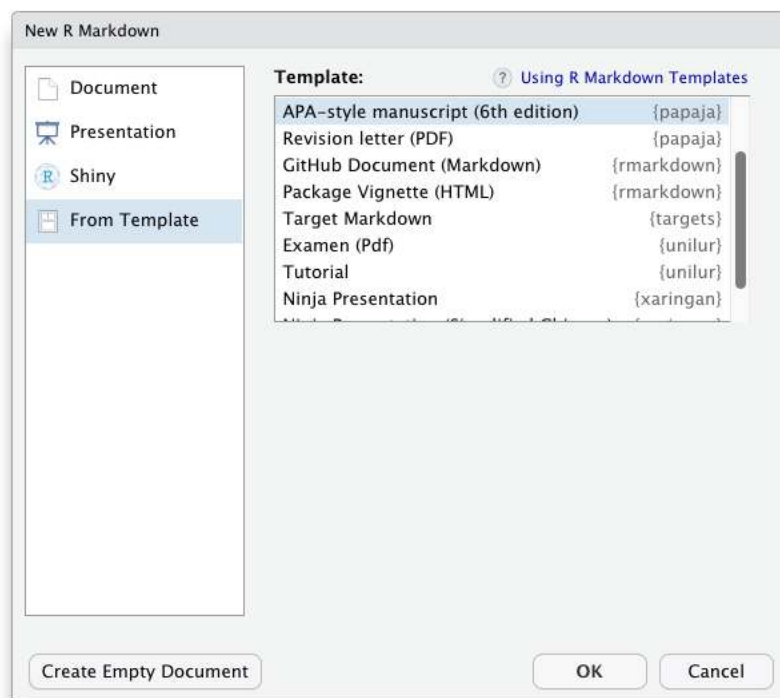 New R Markdown
Document
Presentation
R Shiny
From Template
Template: ? Using R Markdown Templates
APA-style manuscript (6th edition) {papaja}
Revision letter (PDF) {papaja}
GitHub Document (Markdown) {rmarkdown}
Package Vignette (HTML) {rmarkdown}
Target Markdown {targets}
Examen (Pdf) {unilur}
Tutorial {unilur}
Ninja Presentation {xaringan}
Create Empty Document OK Cancel